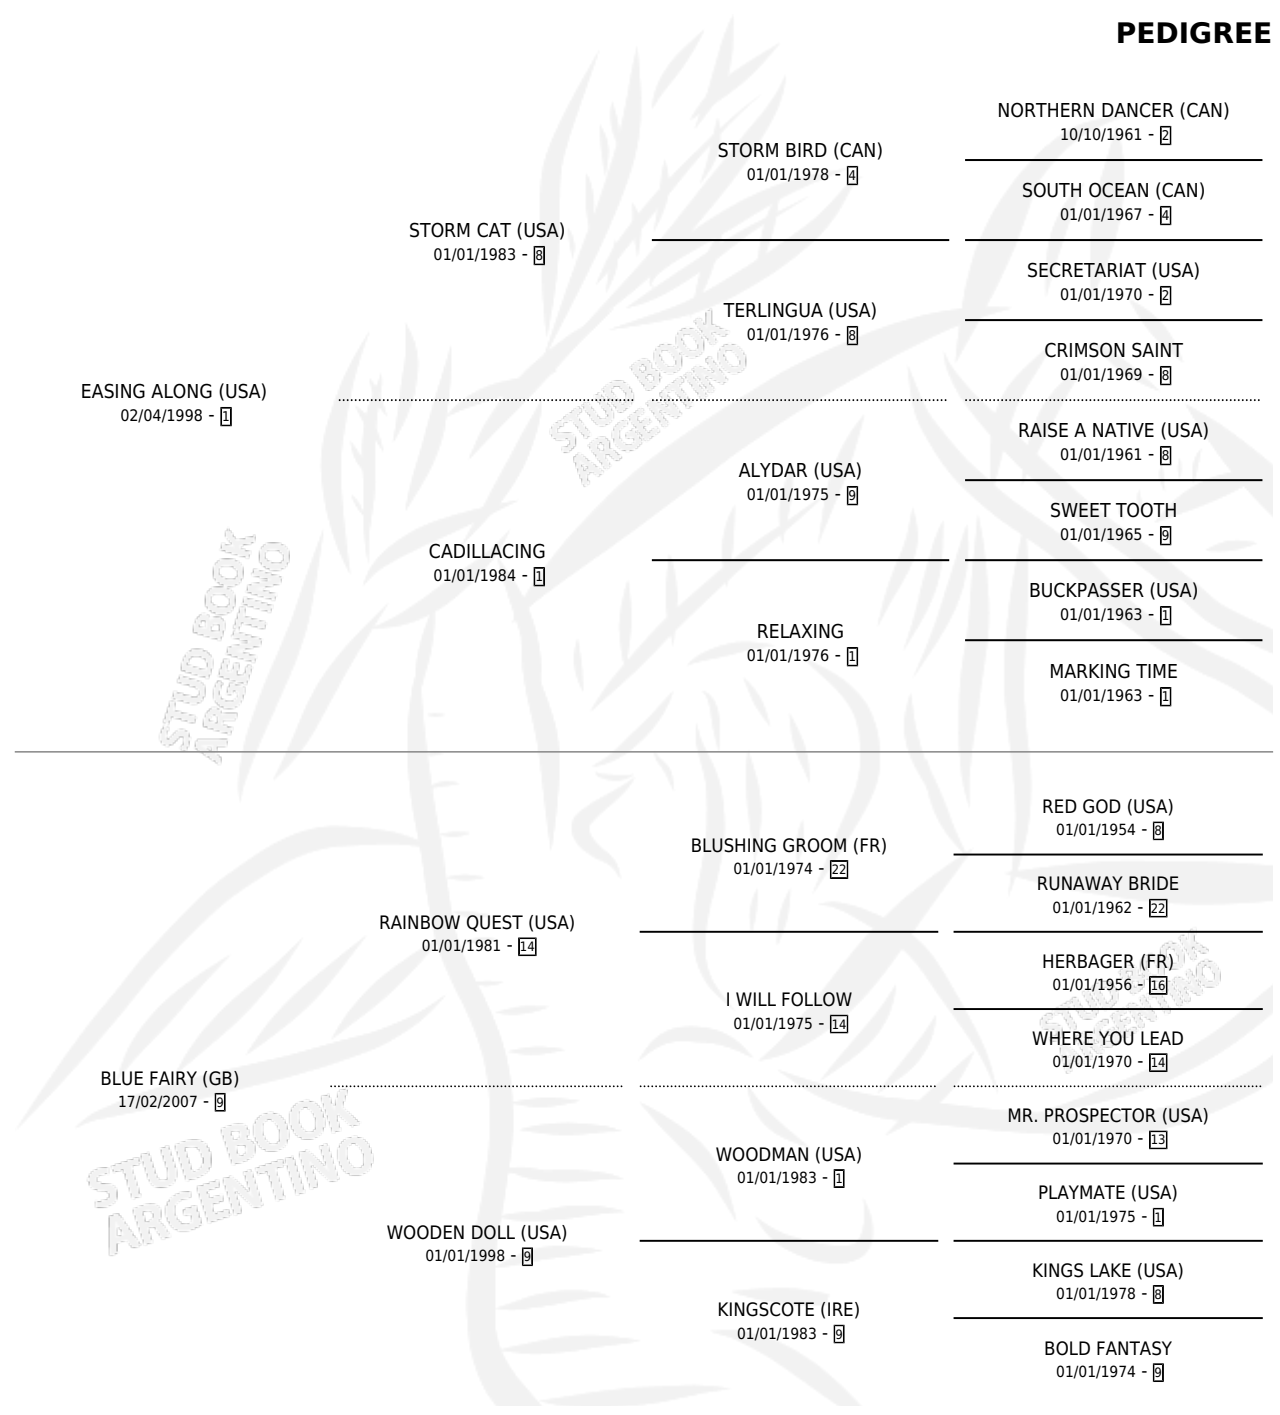 PEDIGREE
NORTHERN DANCER (CAN)
10/10/1961 - 2
STORM BIRD (CAN)
01/01/1978 - 4
SOUTH OCEAN (CAN)
01/01/1967 - 4
STORM CAT (USA)
01/01/1983 - 8
SECRETARIAT (USA)
01/01/1970 - 2
TERLINGUA (USA)
01/01/1976 - 8
CRIMSON SAINT
01/01/1969 - 8
EASING ALONG (USA)
02/04/1998 - 1
RAISE A NATIVE (USA)
01/01/1961 - 8
ALYDAR (USA)
01/01/1975 - 9
SWEET TOOTH
01/01/1965 - 9
CADILLACING
01/01/1984 - 1
BUCKPASSER (USA)
01/01/1963 - 1
RELAXING
01/01/1976 - 1
MARKING TIME
01/01/1963 - 1
RED GOD (USA)
01/01/1954 - 8
BLUSHING GROOM (FR)
01/01/1974 - 22
RUNAWAY BRIDE
01/01/1962 - 22
RAINBOW QUEST (USA)
01/01/1981 - 14
HERBAGER (FR)
01/01/1956 - 16
I WILL FOLLOW
01/01/1975 - 14
WHERE YOU LEAD
01/01/1970 - 14
BLUE FAIRY (GB)
17/02/2007 - 9
MR. PROSPECTOR (USA)
01/01/1970 - 13
WOODMAN (USA)
01/01/1983 - 1
PLAYMATE (USA)
01/01/1975 - 1
WOODEN DOLL (USA)
01/01/1998 - 9
KINGS LAKE (USA)
01/01/1978 - 8
KINGSCOTE (IRE)
01/01/1983 - 9
BOLD FANTASY
01/01/1974 - 9
STUD BOOK
ARGENTINO
STUD BOOK
ARGENTINO
STUD BOOK
ARGENTINO
STUD BOOK
ARGENTINO